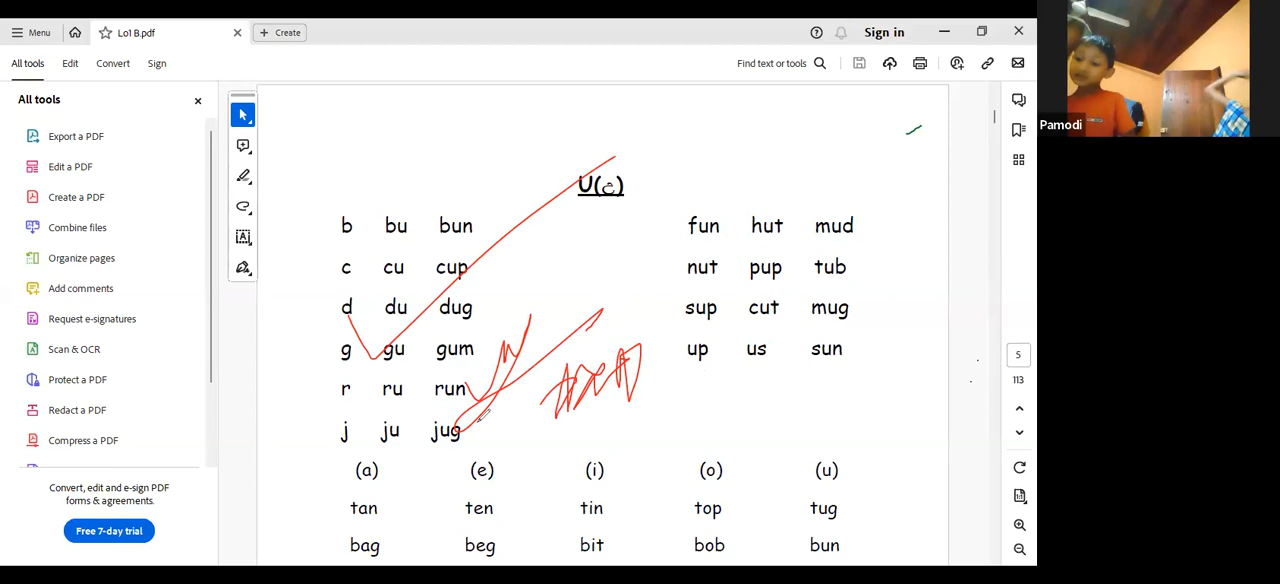 Menu
Lo1 B.pdf
Create
Sign in
All tools Edit Convert Sign
Find text or tools
All tools
Export a PDF
Edit a PDF
Create a PDF
Combine files
Organize pages
Add comments
Request e-signatures
Scan & OCR
Protect a PDF
Redact a PDF
Compress a PDF
Convert, edit and e-sign PDF
forms & agreements.
Free 7-day trial
U(එ)
b bu bun fun hut mud
c cu cup nut pup tub
d du dug sup cut mug
g gu gum up us sun
r ru run
j ju jug
(a) (e) (i) (o) (u)
tan ten tin top tug
bag beg bit bob bun
5
113
Pamodi